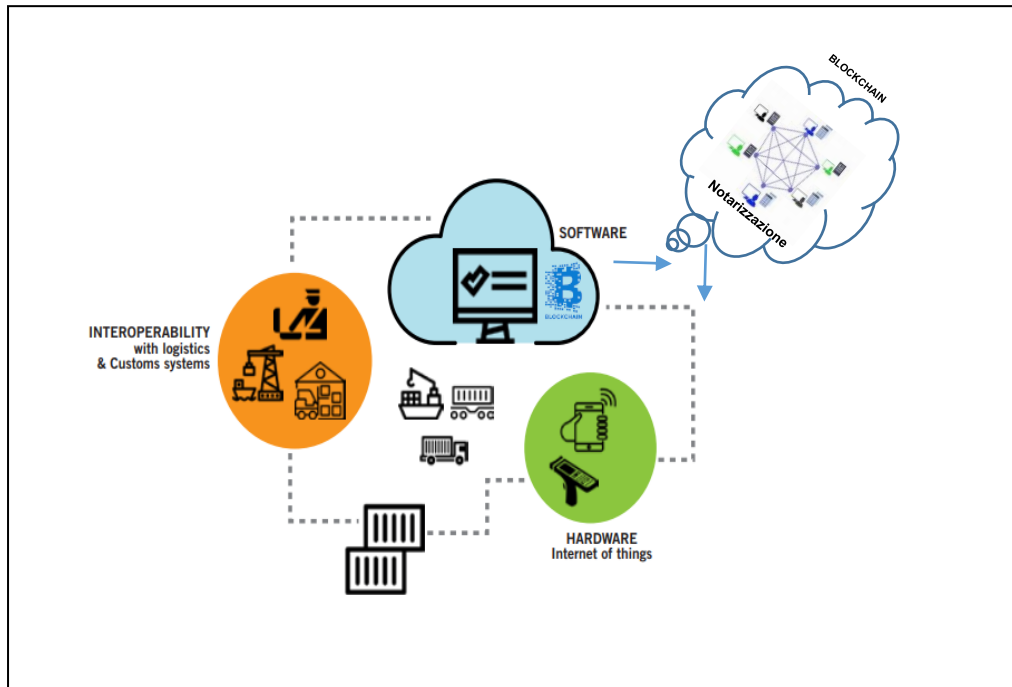 BLOCKCHAIN
Notarizzazione
SOFTWARE
BLOCKCHAIN
INTEROPERABILITY
with logistics
& Customs systems
HARDWARE
Internet of things